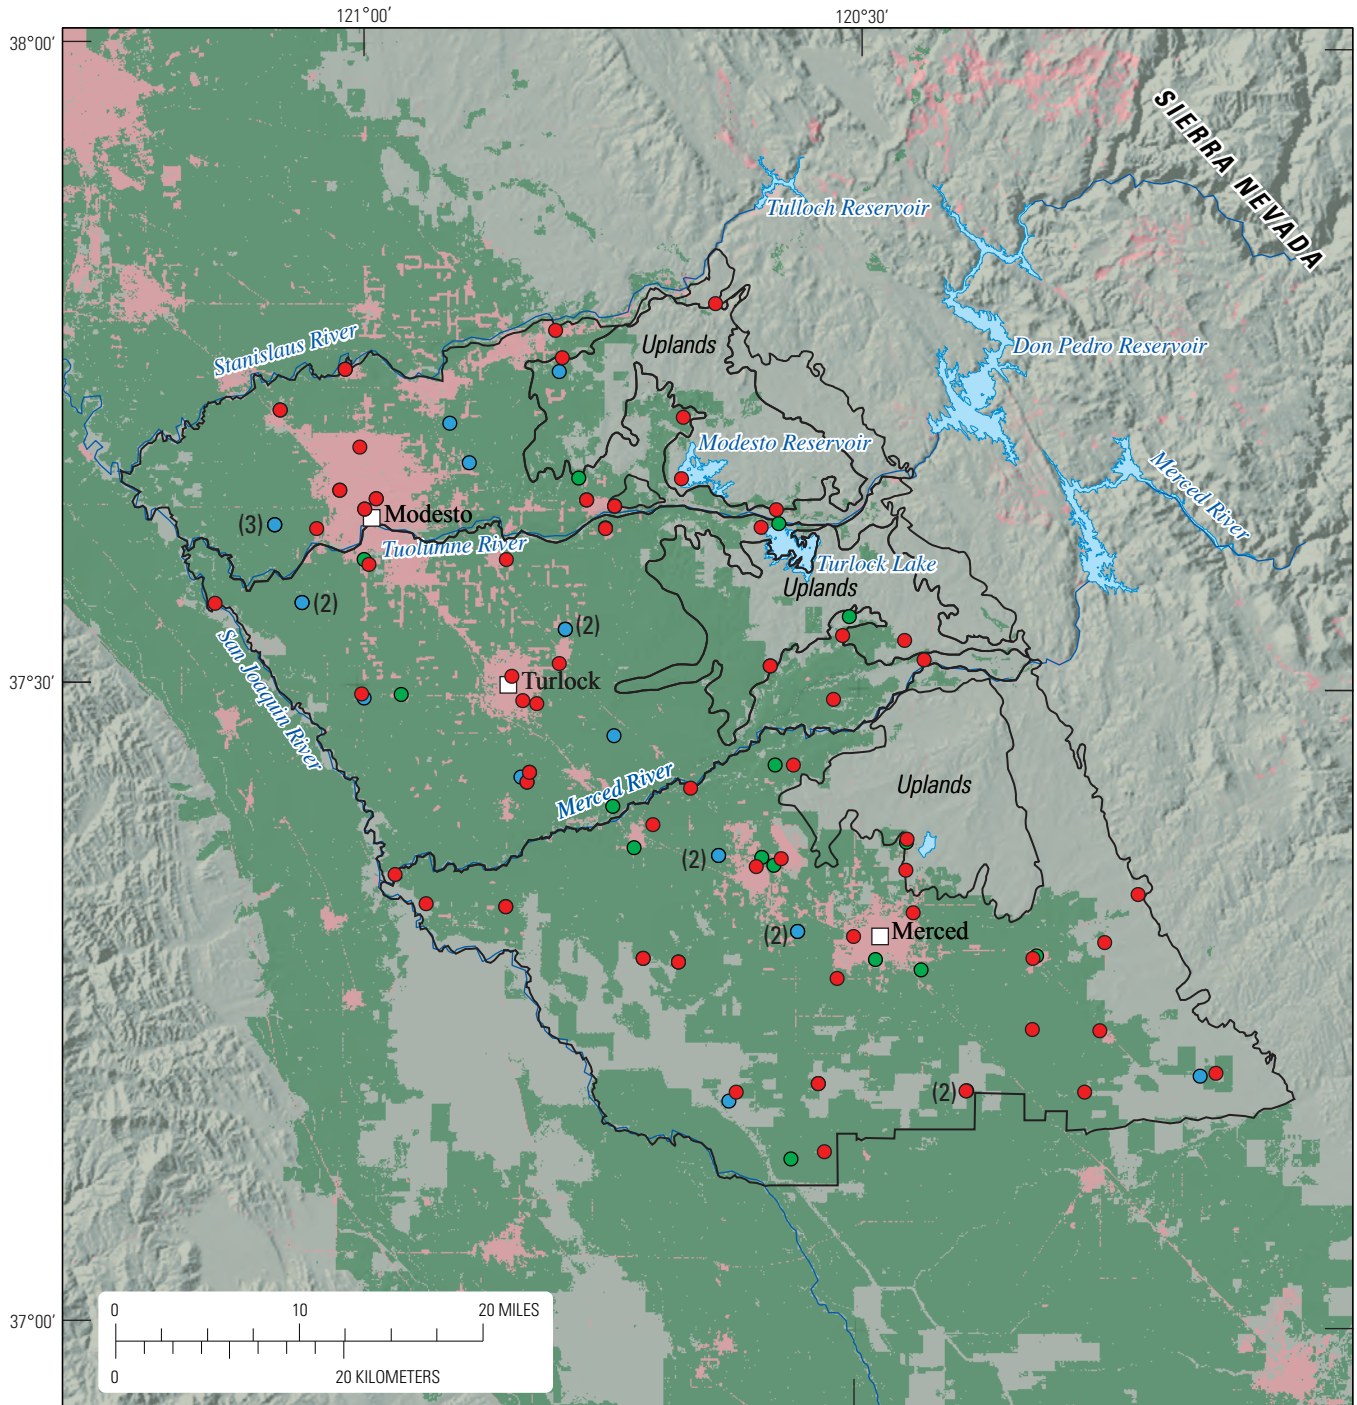 121°00′
120°30′
38°00′
SIERRA NEVADA
Tulloch Reservoir
Stanislaus River
Uplands
Don Pedro Reservoir
Modesto Reservoir
Merced River
(3)
Modesto
Tuolumne River
Turlock Lake
Uplands
(2)
(2)
San Joaquin River
37°30′
Turlock
Merced River
Uplands
(2)
(2)
Merced
(2)
37°00′
0 10 20 MILES
0 20 KILOMETERS